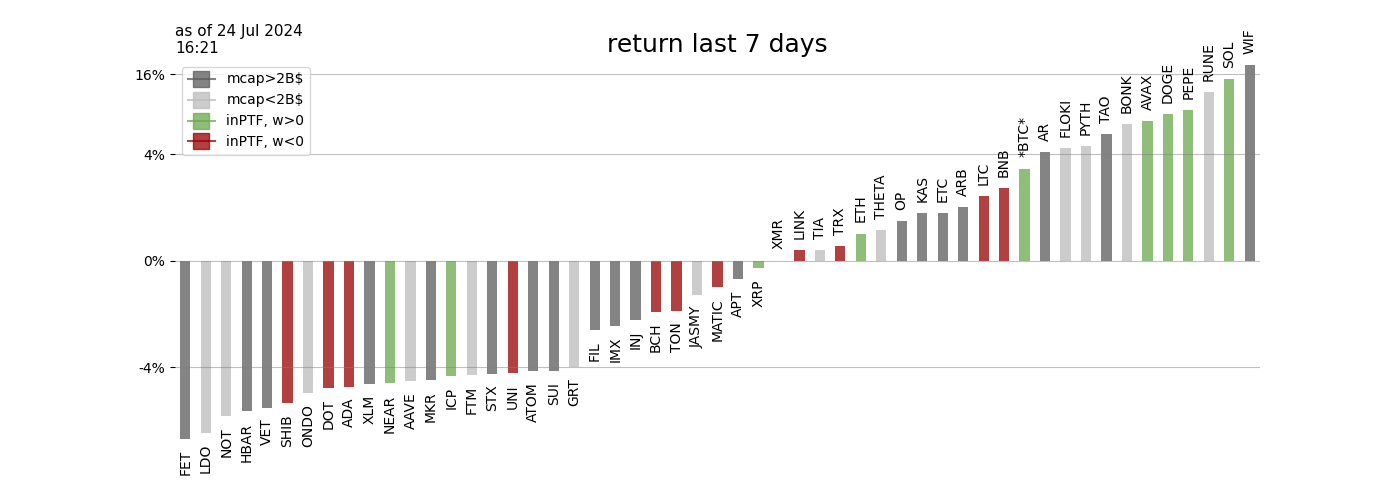 as of 24 Jul 2024
16:21
return last 7 days
mcap>2B$
mcap<2B$
inPTF, w>0
inPTF, w<0
16%
4%
0%
-4%
FET
LDO
NOT
HBAR
VET
SHIB
ONDO
DOT
ADA
XLM
NEAR
AAVE
MKR
ICP
FTM
STX
UNI
ATOM
SUI
GRT
FIL
IMX
INJ
BCH
TON
JASMY
MATIC
APT
XRP
XMR
LINK
TIA
TRX
ETH
THETA
OP
KAS
ETC
ARB
LTC
BNB
*BTC*
AR
FLOKI
PYTH
TAO
BONK
AVAX
DOGE
PEPE
RUNE
SOL
WIF